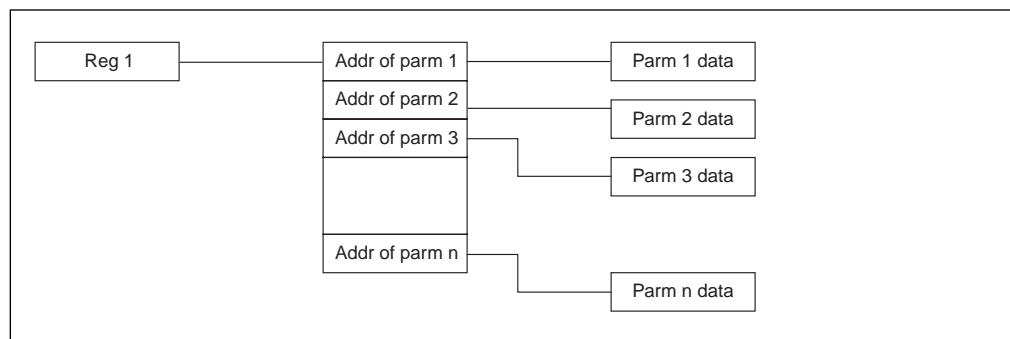 Reg 1
Addr of parm 1
Parm 1 data
Addr of parm 2
Parm 2 data
Addr of parm 3
Parm 3 data
Addr of parm n
Parm n data